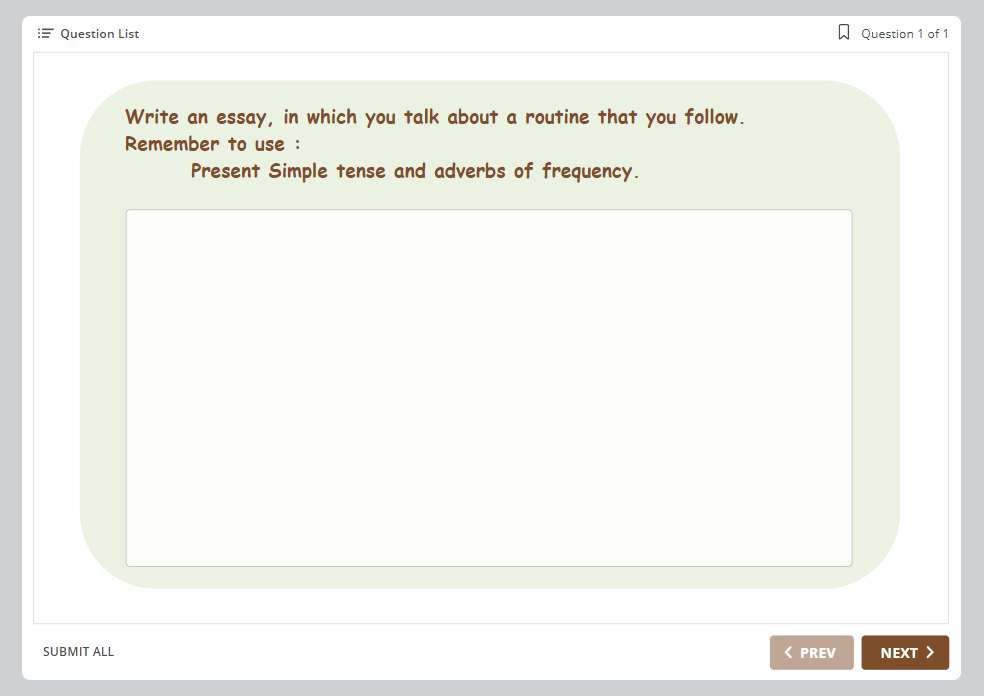 Question List
Question 1 of 1
Write an essay, in which you talk about a routine that you follow.
Remember to use :
Present Simple tense and adverbs of frequency.
SUBMIT ALL
PREV
NEXT